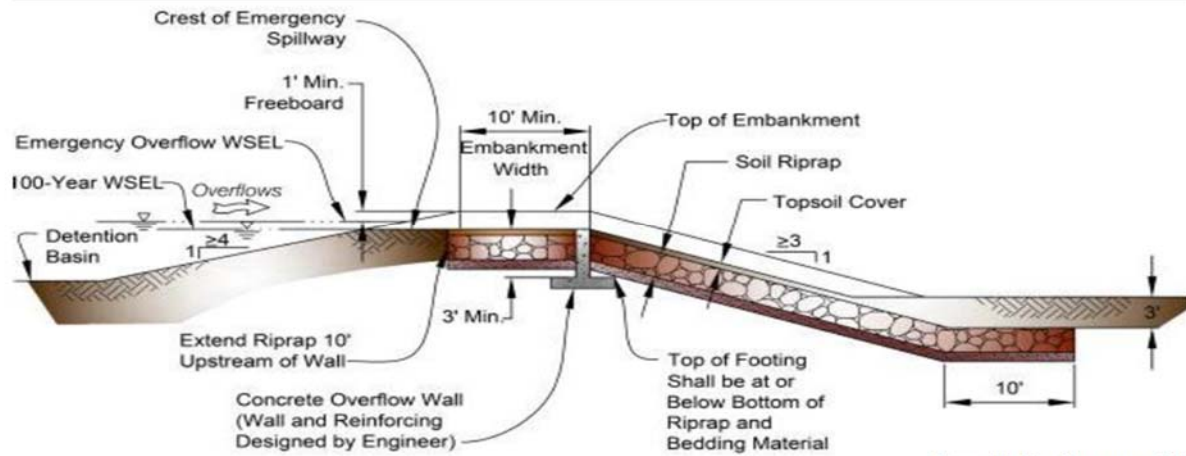 Crest of Emergency
Spillway
1' Min.
Freeboard
10' Min.
Embankment
Width
Top of Embankment
Emergency Overflow WSEL
Soil Riprap
100-Year WSEL
Overflows
Topsoil Cover
Detention
Basin
≥4
1
≥3
1
3'
3' Min.
Extend Riprap 10'
Upstream of Wall
Concrete Overflow Wall
(Wall and Reinforcing
Designed by Engineer)
Top of Footing
Shall be at or
Below Bottom of
Riprap and
Bedding Material
10'